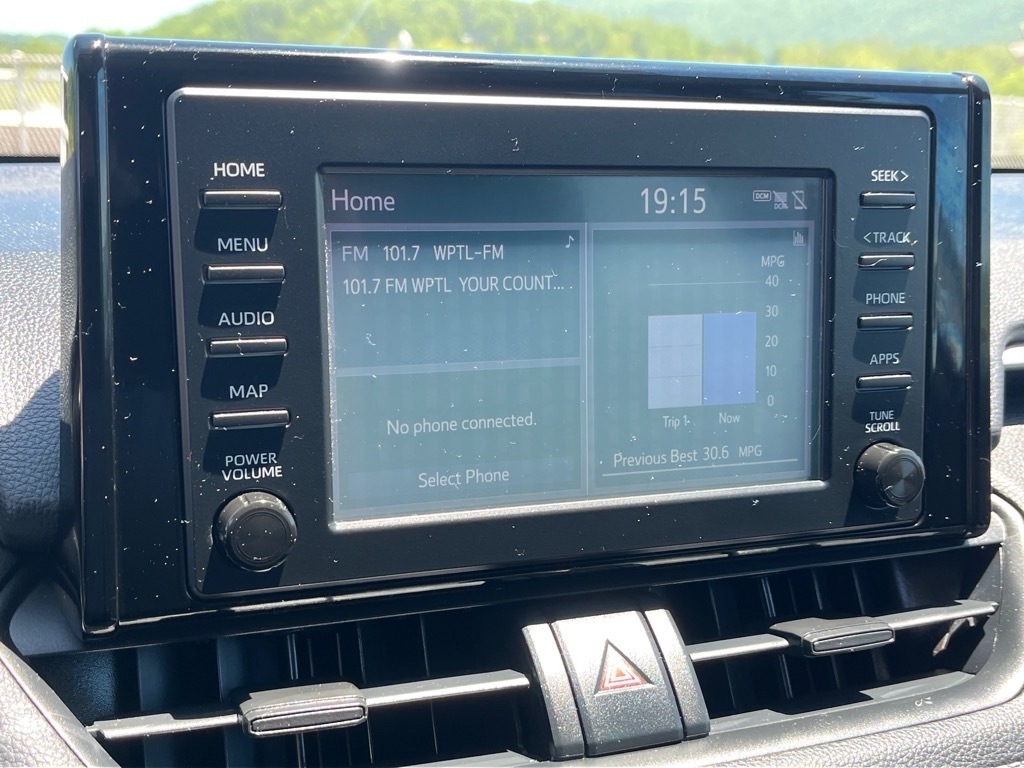 HOME
MENU
AUDIO
MAP
POWER
VOLUME
Home
19:15
DCM
DCM
FM 101.7 WPTL-FM
101.7 FM WPTL YOUR COUNT...
No phone connected.
Select Phone
MPG
40
30
20
10
0
Trip 1
Now
Previous Best 30.6 MPG
SEEK >
< TRACK
PHONE
APPS
TUNE
SCROLL